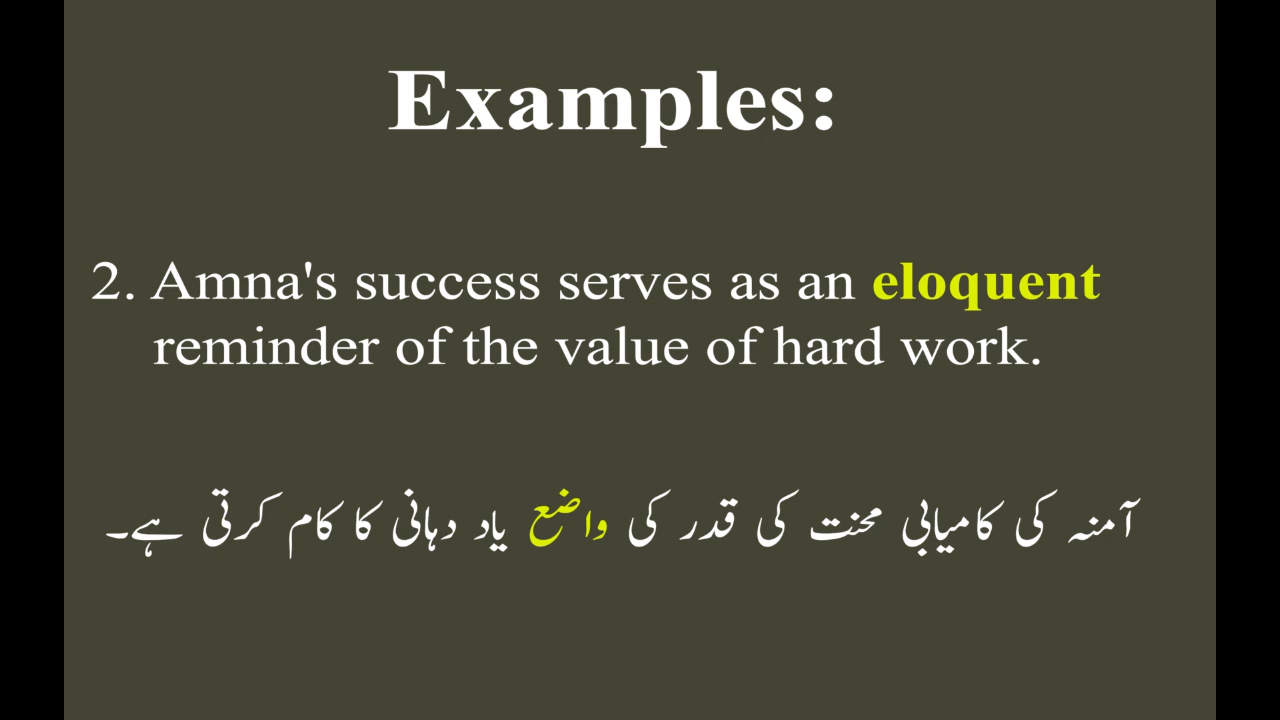 Examples:
2. Amna's success serves as an eloquent
reminder of the value of hard work.
آمنہ کی کامیابی محنت کی قدر کی واضع یاد دہانی کا کام کرتی ہے۔